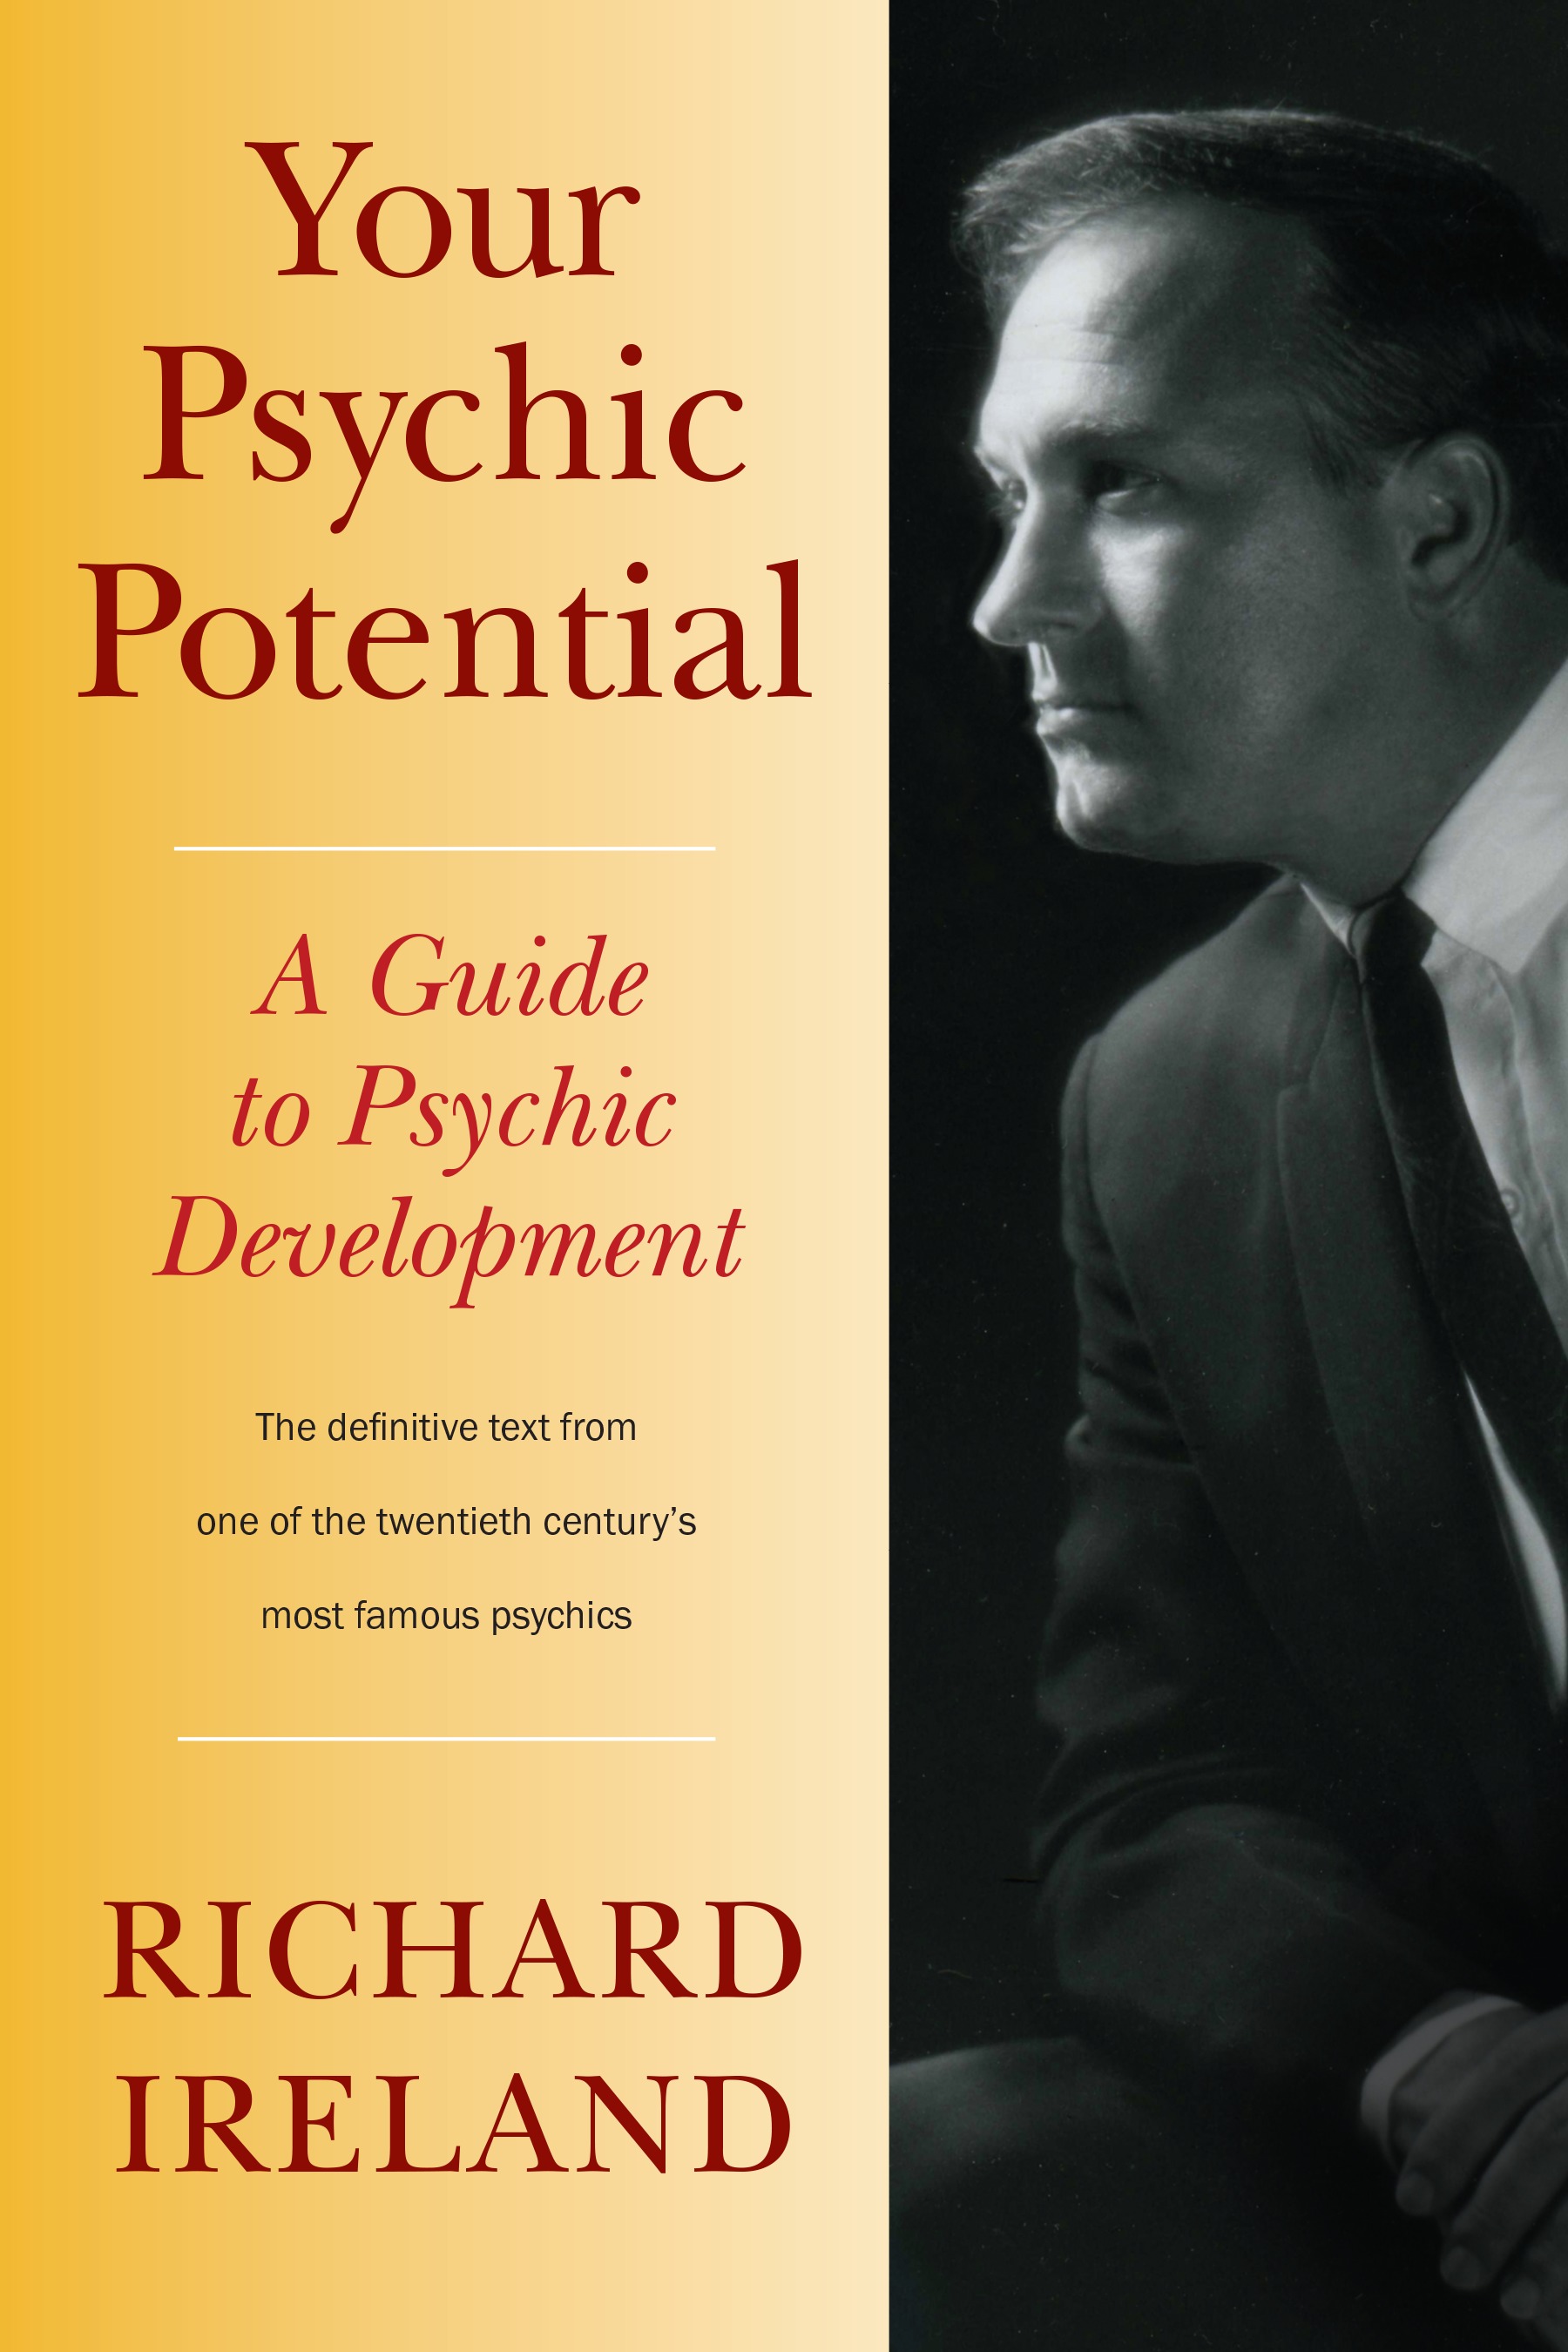 Your
Psychic
Potential
A Guide
to Psychic
Development
The definitive text from
one of the twentieth century’s
most famous psychics
RICHARD
IRELAND